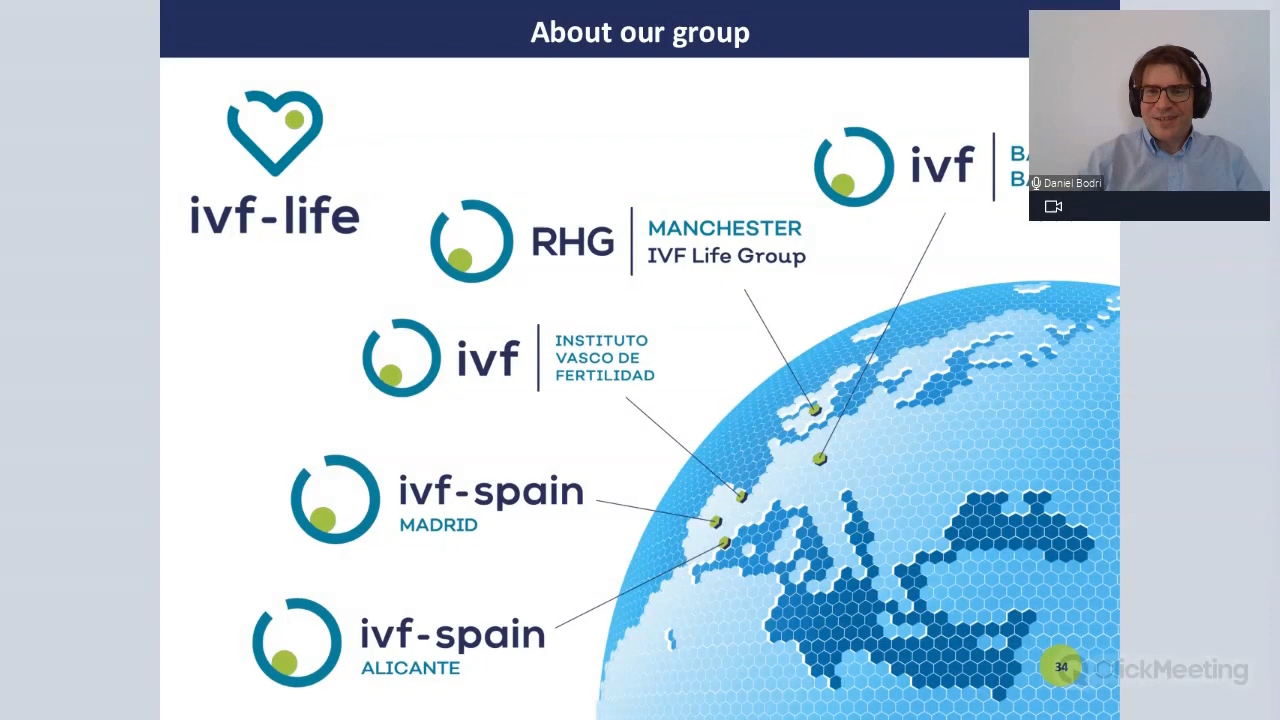 About our group
ivf-life
ivf
RHG
MANCHESTER
IVF Life Group
Daniel Bodri
ivf
INSTITUTO
VASCO DE
FERTILIDAD
ivf-spain
MADRID
ivf-spain
ALICANTE
34
ClickMeeting